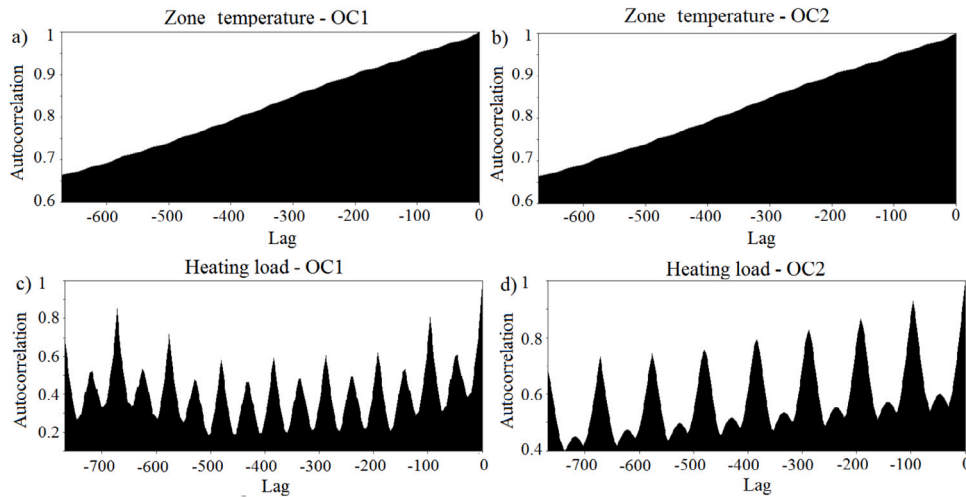 Zone temperature - OC1
a)
1
0.9
0.8
0.7
0.6
Autocorrelation
-600 -500 -400 -300 -200 -100 0
Lag
Zone temperature - OC2
b)
1
0.9
0.8
0.7
0.6
Autocorrelation
-600 -500 -400 -300 -200 -100 0
Lag
Heating load - OC1
c)
1
0.8
0.6
0.4
0.2
Autocorrelation
-700 -600 -500 -400 -300 -200 -100 0
Lag
Heating load - OC2
d)
1
0.8
0.6
0.4
Autocorrelation
-700 -600 -500 -400 -300 -200 -100 0
Lag